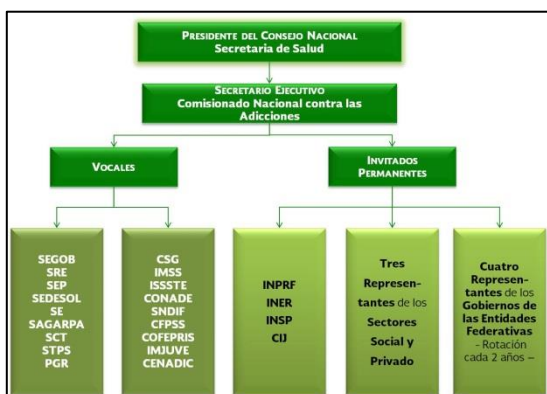 PRESIDENTE DEL CONSEJO NACIONAL
Secretaria de Salud
SECRETARIO EJECUTIVO
Comisionado Nacional contra las
Adicciones
VOCALES
INVITADOS
PERMANENTES
SEGOB
SRE
SEP
SEDESOL
SE
SAGARPA
SCT
STPS
PGR
CSG
IMSS
ISSSTE
CONADE
SNDIF
CFPSS
COFEPRIS
IMJUVE
CENADIC
INPRF
INER
INSP
CIJ
Tres
Represen-
tantes de los
Sectores
Social y
Privado
Cuatro
Represen-
tantes de los
Gobiernos de
las Entidades
Federativas
- Rotación
cada 2 años –